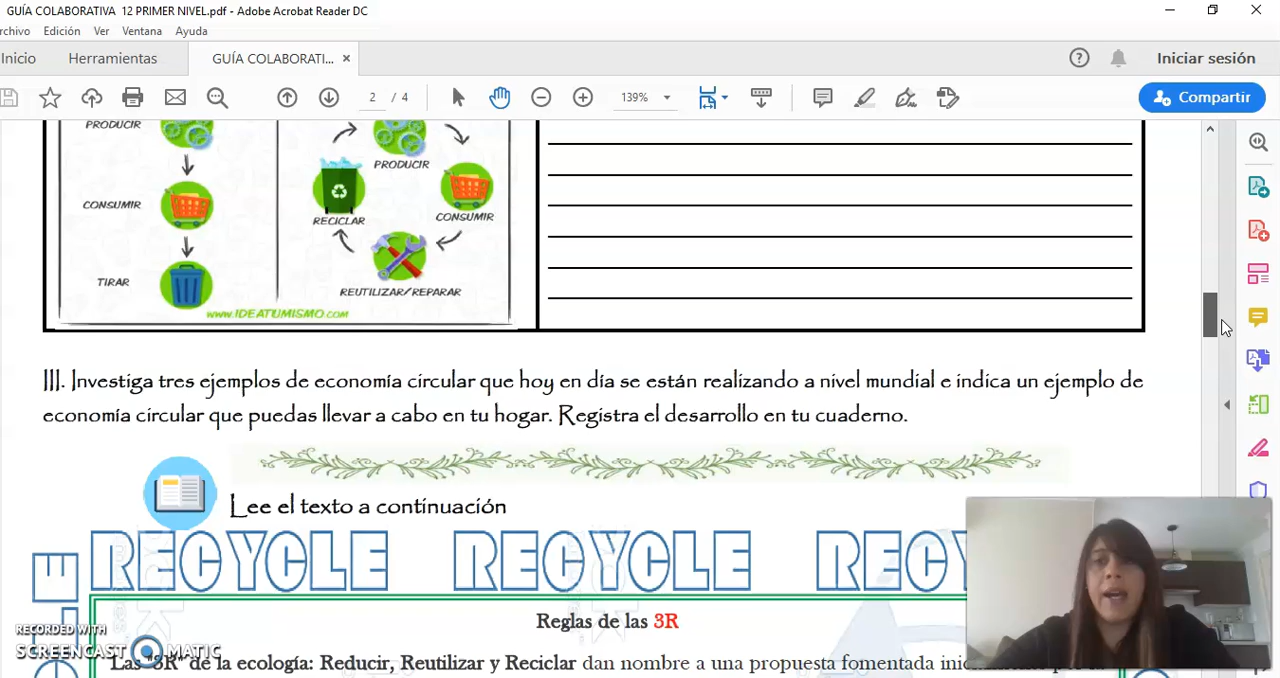 GUÍA COLABORATIVA 12 PRIMER NIVEL.pdf - Adobe Acrobat Reader DC
rchivo Edición Ver Ventana Ayuda
Inicio Herramientas GUÍA COLABORATI... × Iniciar sesión
2 / 4 139% Compartir
PRODUCIR
PRODUCIR
CONSUMIR
RECICLAR
CONSUMIR
TIRAR
REUTILIZAR/REPARAR
WWW.IDEATUMISMO.COM
III. Investiga tres ejemplos de economía circular que hoy en día se están realizando a nivel mundial e indica un ejemplo de
economía circular que puedas llevar a cabo en tu hogar. Registra el desarrollo en tu cuaderno.
Lee el texto a continuación
RECYCLE RECYCLE RECY
Reglas de las 3R
Las "3R" de la ecología: Reducir, Reutilizar y Reciclar dan nombre a una propuesta fomentada
RECORDED WITH
SCREENCAST MATIC